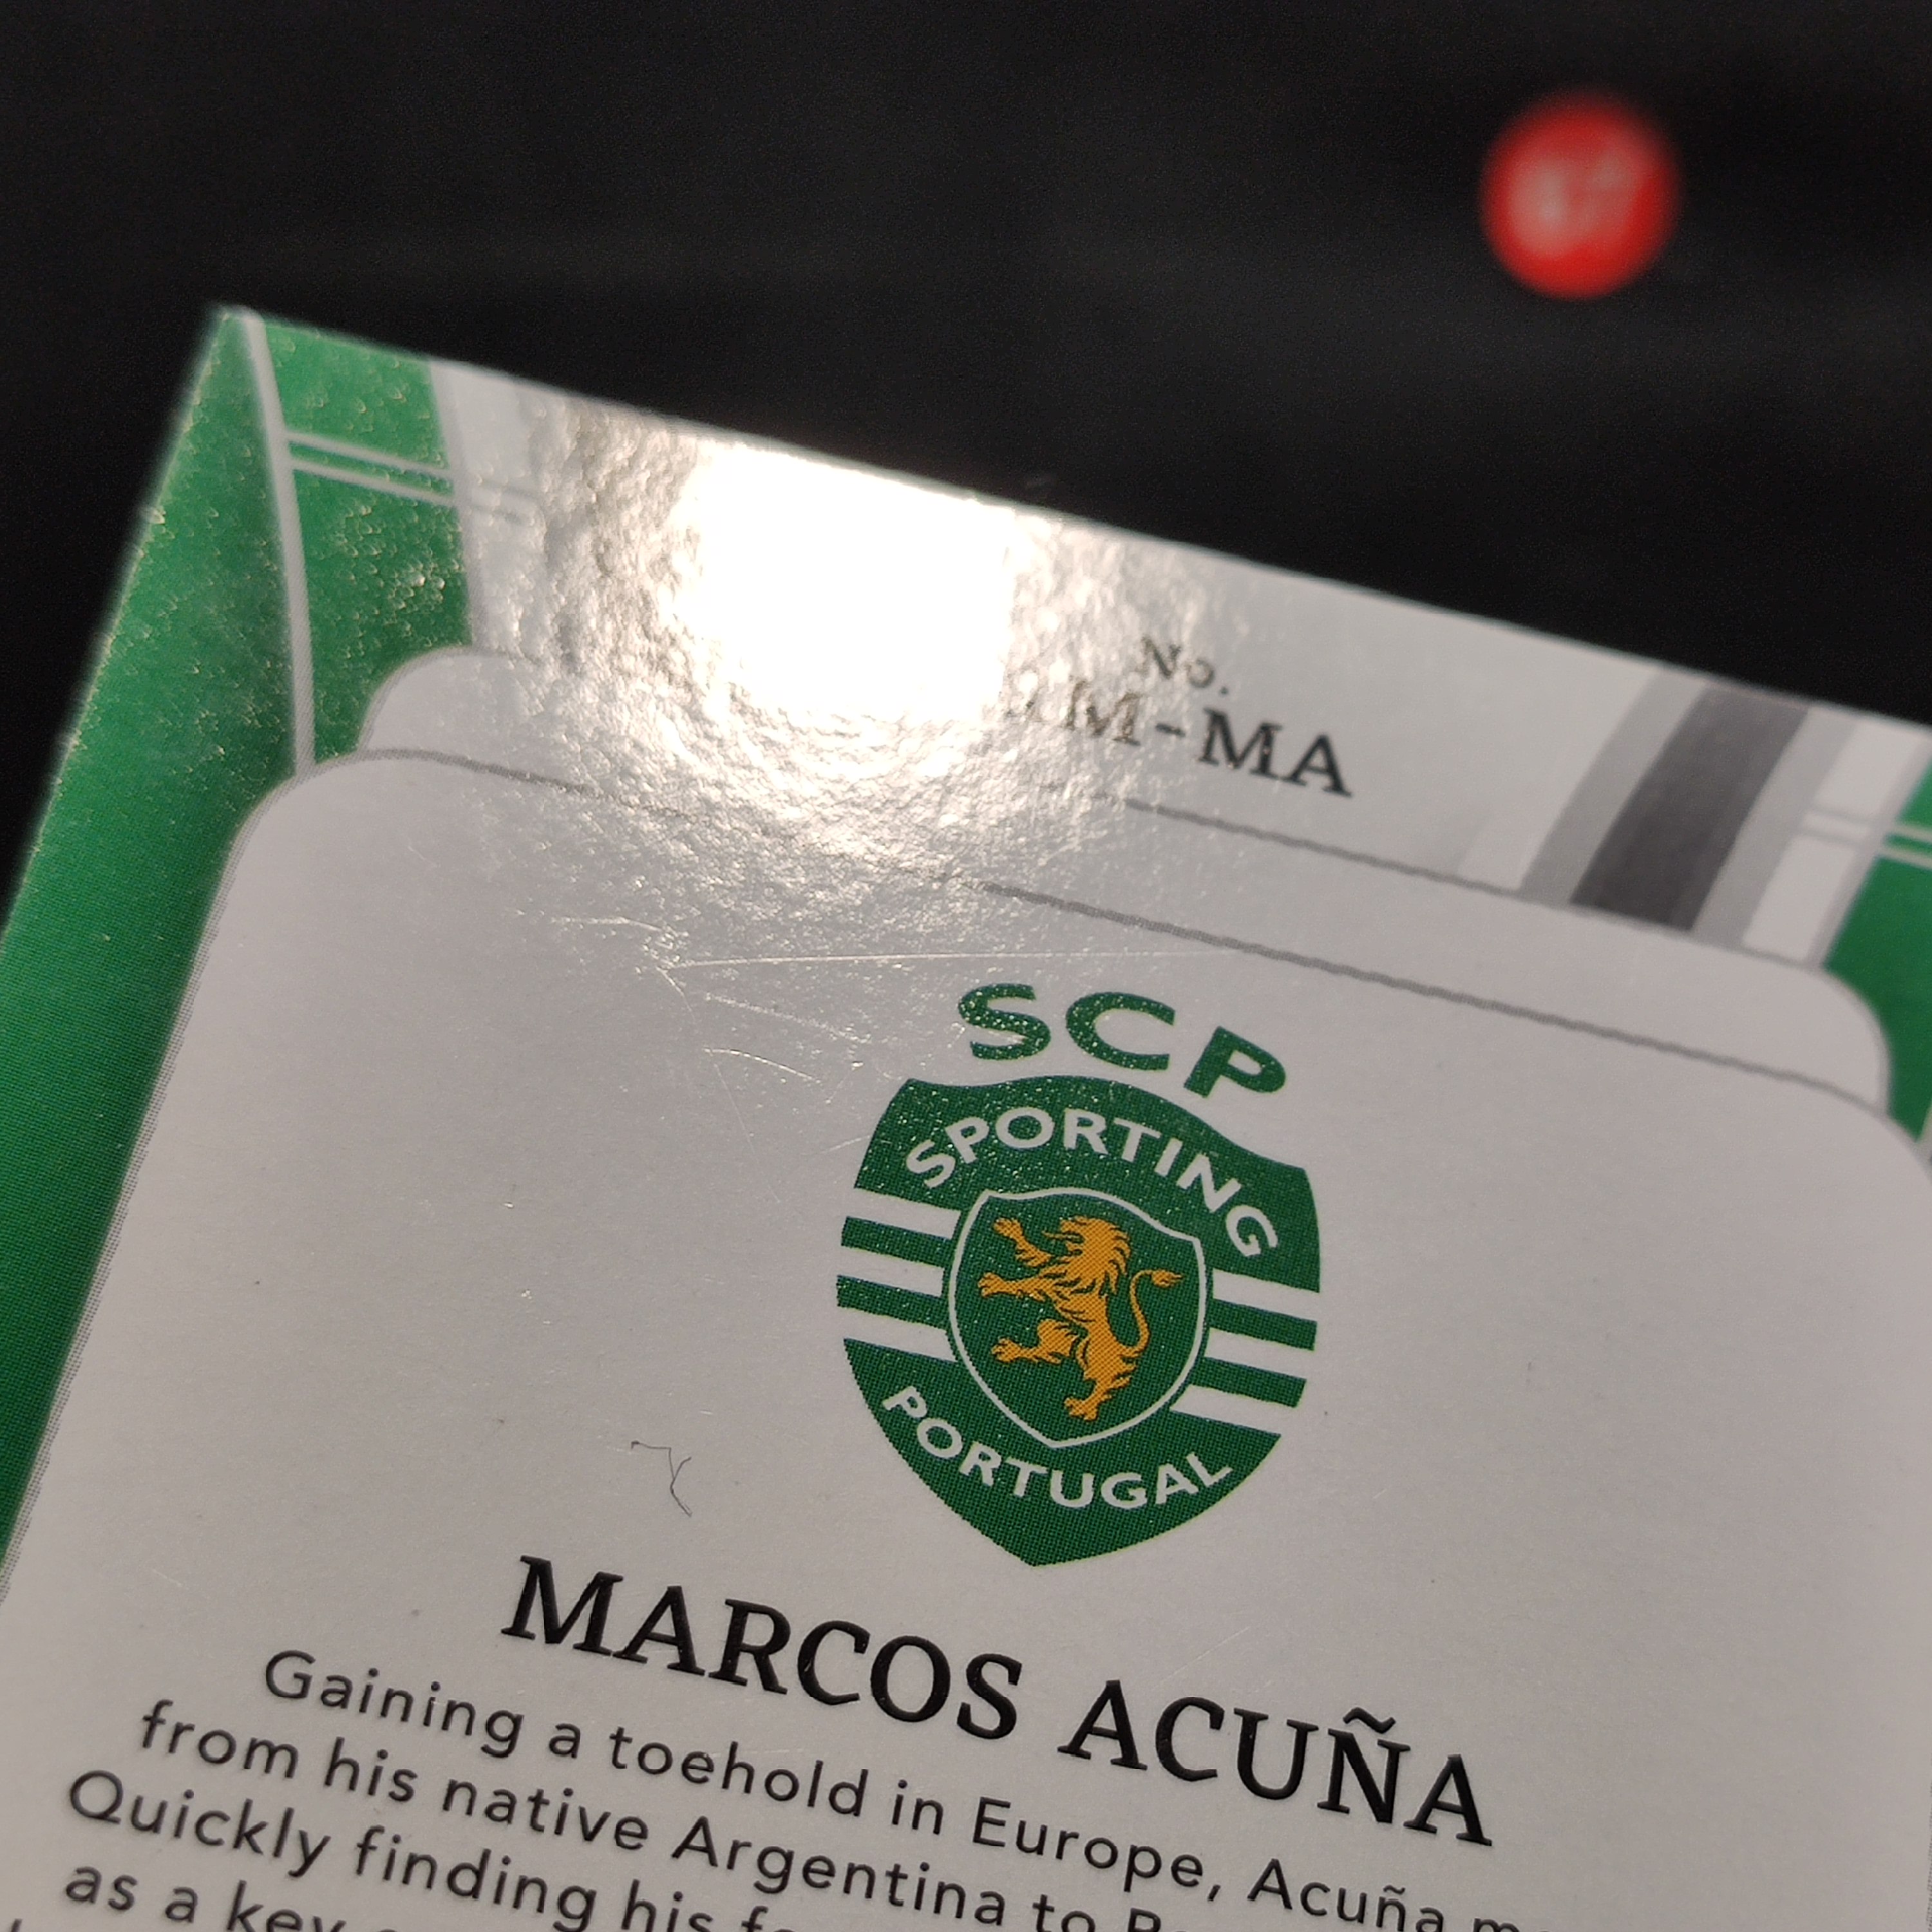 No.
M-MA
SCP
SPORTING
PORTUGAL
MARCOS ACUÑA
Gaining a toehold in Europe, Acuña
from his native Argentina to
Quickly finding his
as a key